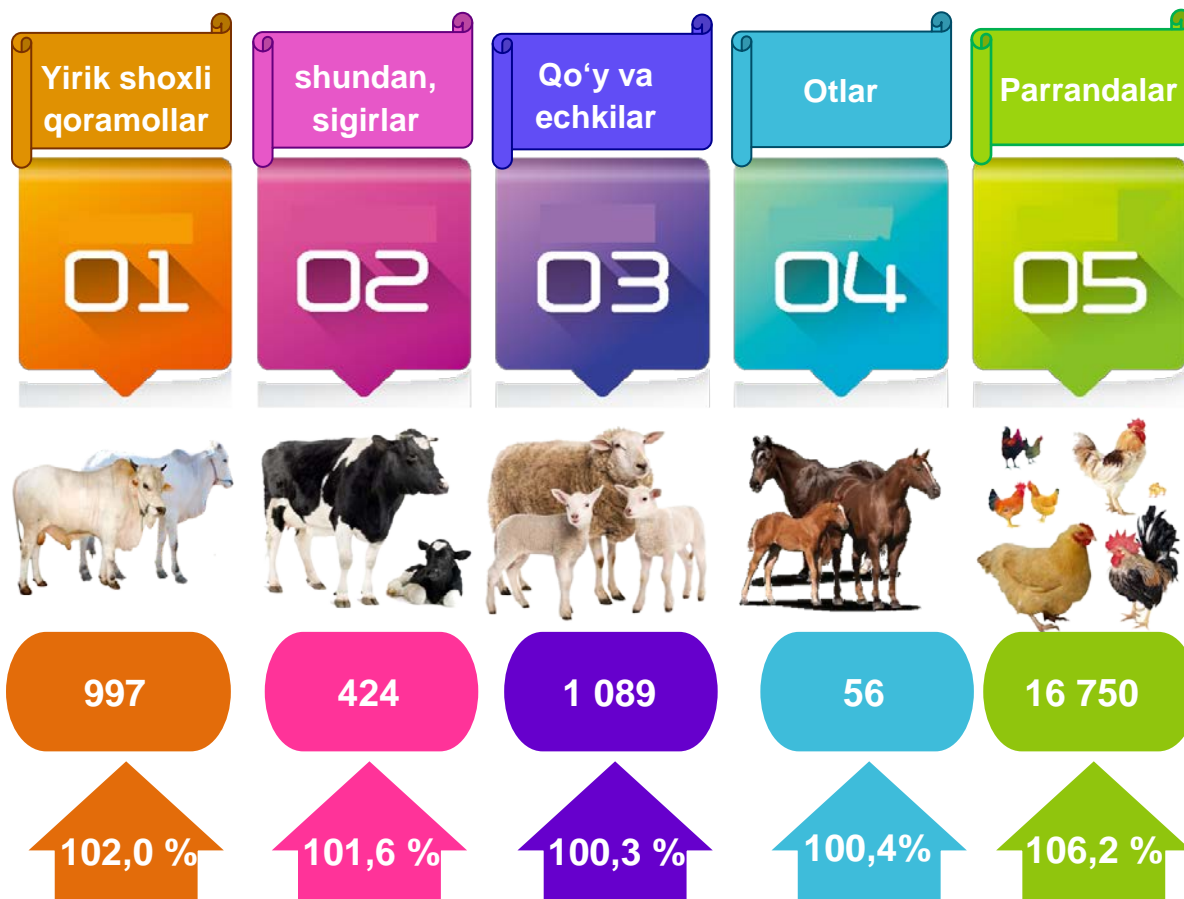 Yirik shoxli
qoramollar
shundan,
sigirlar
Qo‘y va
echkilar
Otlar
Parrandalar
01
02
03
04
05
997
424
1 089
56
16 750
102,0 %
101,6 %
100,3 %
100,4%
106,2 %